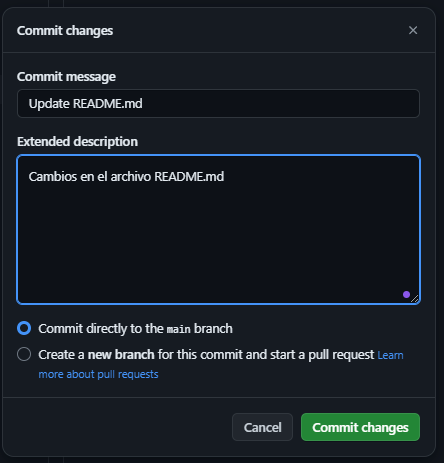 Commit changes
Commit message
Update README.md
Extended description
Cambios en el archivo README.md
Commit directly to the main branch
Create a new branch for this commit and start a pull request Learn
more about pull requests
Cancel
Commit changes